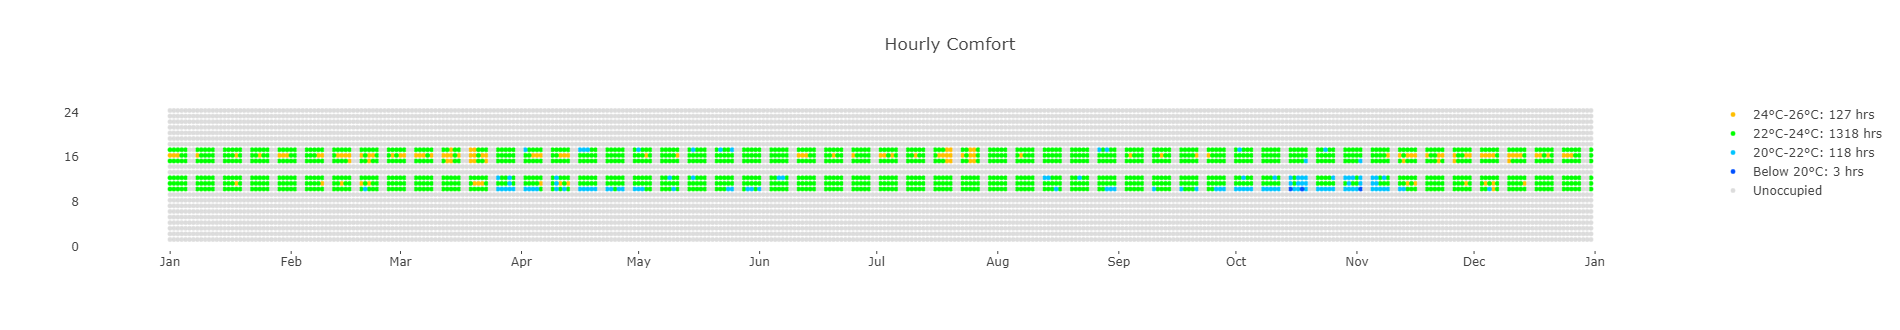 Hourly Comfort
24
16
8
0
Jan Feb Mar Apr May Jun Jul Aug Sep Oct Nov Dec Jan
24°C-26°C: 127 hrs
22°C-24°C: 1318 hrs
20°C-22°C: 118 hrs
Below 20°C: 3 hrs
Unoccupied